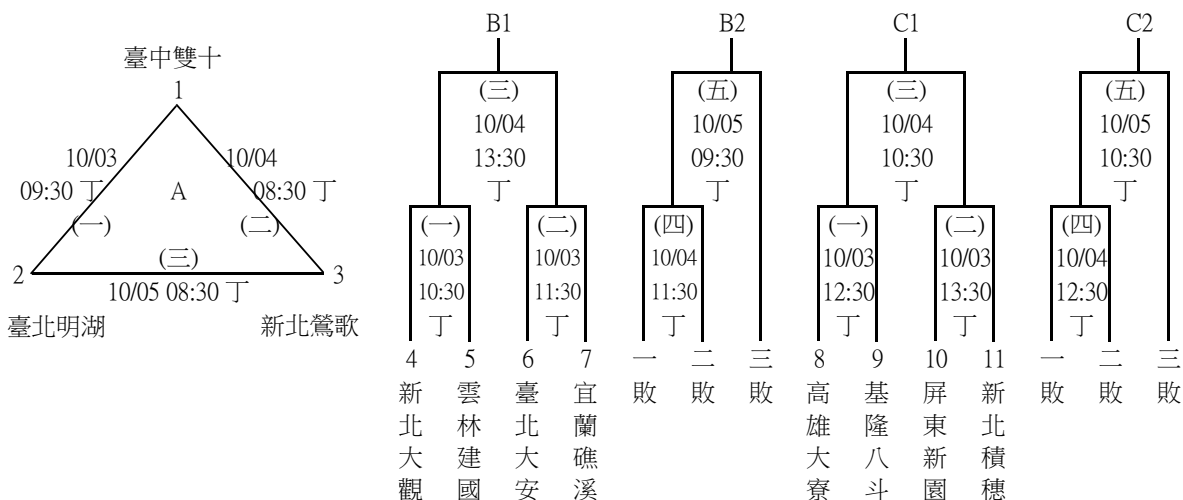 臺中雙十
1
10/03
09:30 丁
(一)
A
10/04
08:30 丁
(二)
(三)
10/05 08:30 丁
2
3
臺北明湖
新北鶯歌
B1
(三)
10/04
13:30
丁
(一)
10/03
10:30
丁
(二)
10/03
11:30
丁
4
新北大觀
5
雲林建國
6
臺北大安
7
宜蘭礁溪
B2
(五)
10/05
09:30
丁
(四)
10/04
11:30
丁
一敗
二敗
三敗
C1
(三)
10/04
10:30
丁
(一)
10/03
12:30
丁
(二)
10/03
13:30
丁
8
高雄大寮
9
基隆八斗
10
屏東新園
11
新北積穗
C2
(五)
10/05
10:30
丁
(四)
10/04
12:30
丁
一敗
二敗
三敗